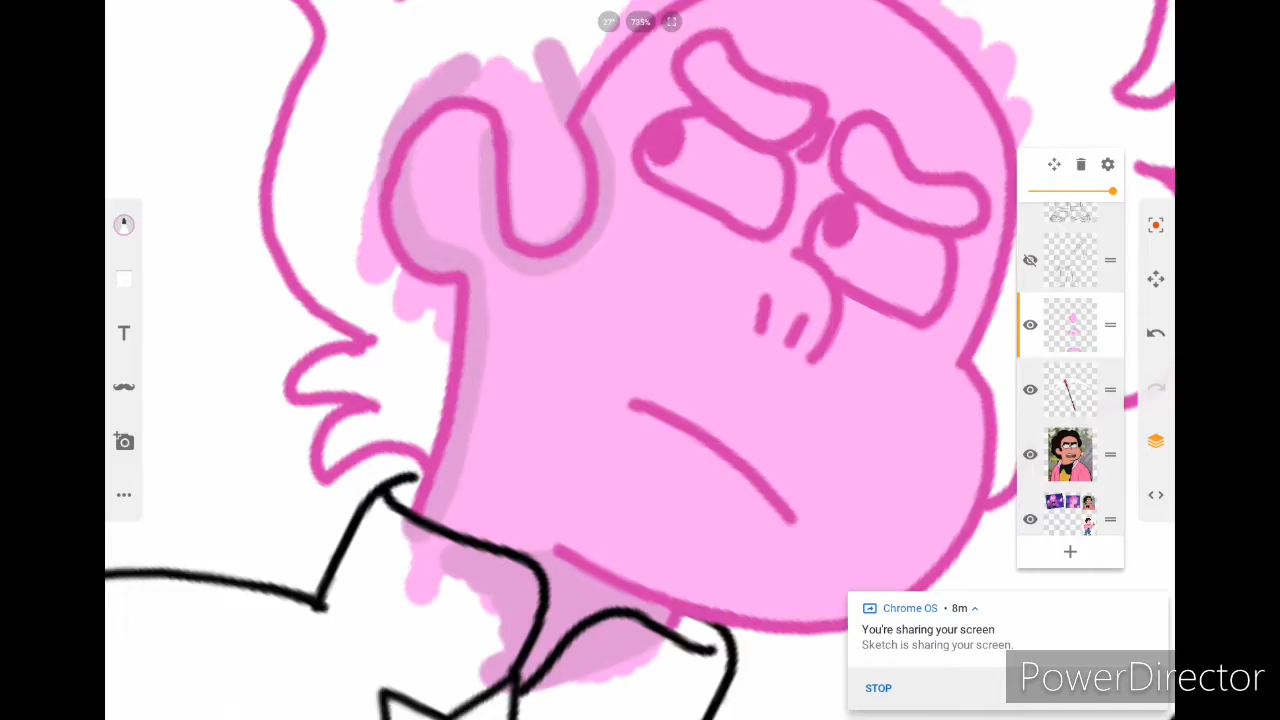 27° 735%
T
Chrome OS • 8m
You're sharing your screen
Sketch is sharing your screen.
STOP
PowerDirector